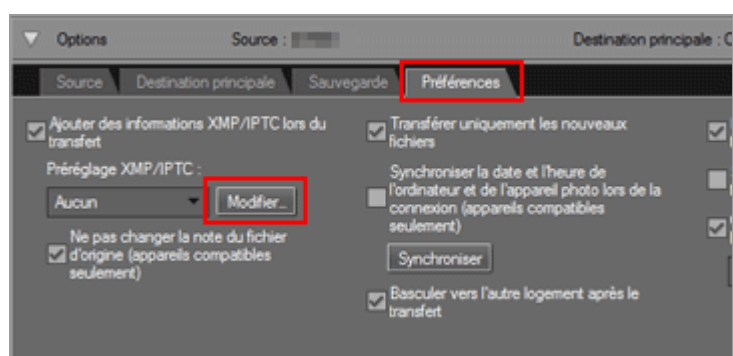 Options Source : Destination principale : C
Source Destination principale Sauvegarde Préférences
Ajouter des informations XMP/IPTC lors du
transfert
Préréglage XMP/IPTC :
Aucun Modifier...
Ne pas changer la note du fichier
d'origine (appareils compatibles
seulement)
Transférer uniquement les nouveaux
fichiers
Synchroniser la date et l'heure de
l'ordinateur et de l'appareil photo lors de la
connexion (appareils compatibles
seulement)
Synchroniser
Basculer vers l'autre logement après le
transfert